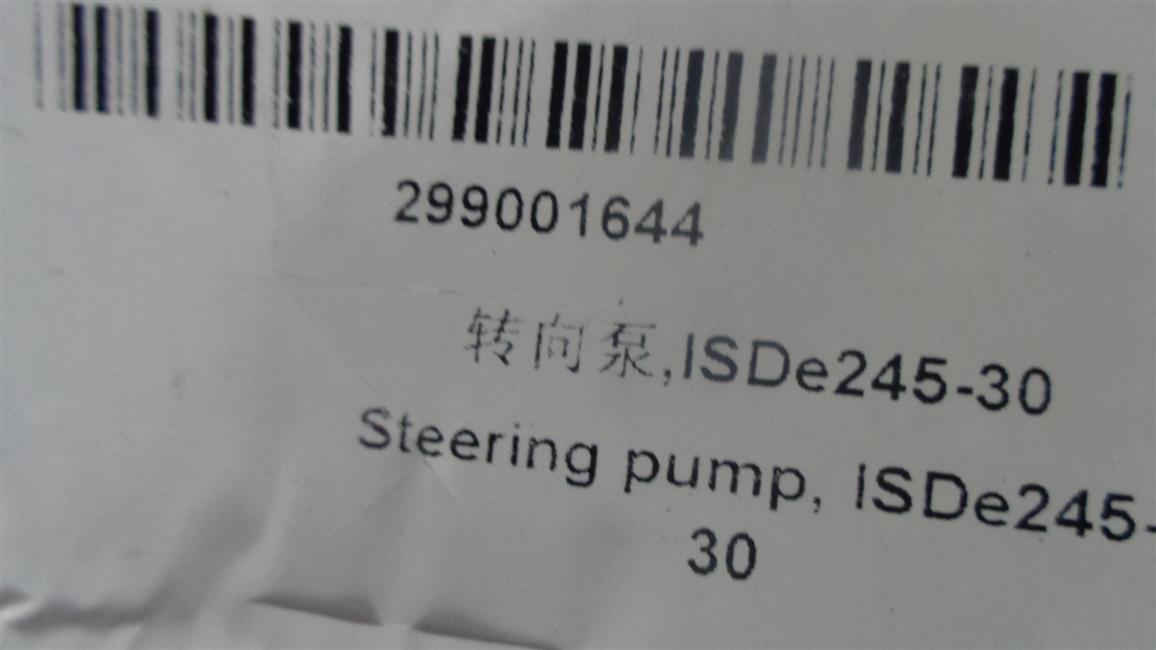 299001644
转向泵,ISDe245-30
Steering pump, ISDe245-
30